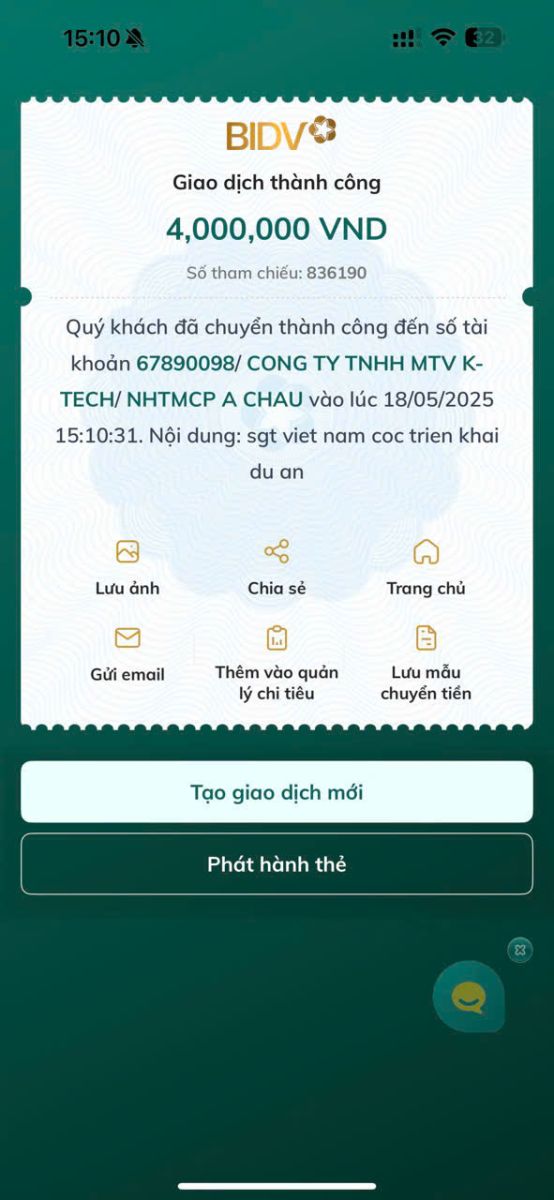 15:10
32
BIDV
Giao dịch thành công
4,000,000 VND
Số tham chiếu: 836190
Quý khách đã chuyển thành công đến số tài
khoản 67890098/ CONG TY TNHH MTV K-
TECH/ NHTMCP A CHAU vào lúc 18/05/2025
15:10:31. Nội dung: sgt viet nam coc trien khai
du an
Lưu ảnh
Chia sẻ
Trang chủ
Gửi email
Thêm vào quản
lý chi tiêu
Lưu mẫu
chuyển tiền
Tạo giao dịch mới
Phát hành thẻ